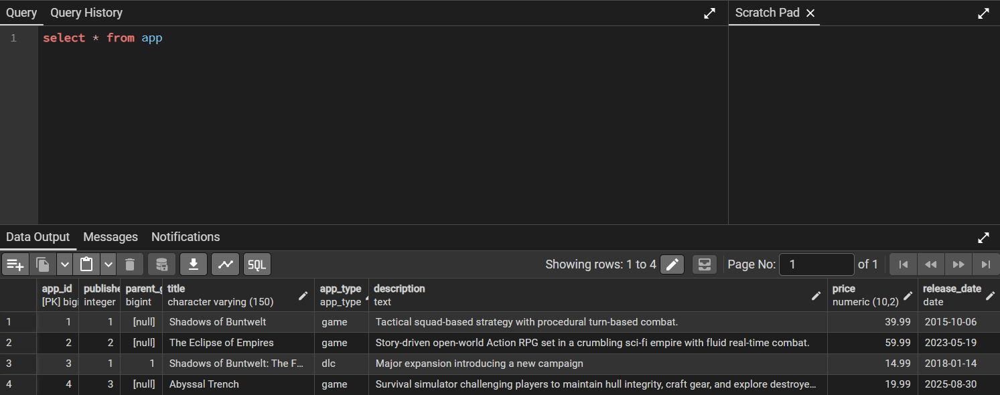 Query Query History Scratch Pad
1 select * from app
Data Output Messages Notifications
SQL Showing rows: 1 to 4 Page No: 1 of 1
app_id publishe parent_g title app_type description price release_date
[PK] bigi integer bigint character varying (150) app_type text numeric (10,2) date
1 1 1 [null] Shadows of Buntwelt game Tactical squad-based strategy with procedural turn-based combat. 39.99 2015-10-06
2 2 2 [null] The Eclipse of Empires game Story-driven open-world Action RPG set in a crumbling sci-fi empire with fluid real-time combat. 59.99 2023-05-19
3 3 1 1 Shadows of Buntwelt: The F... dlc Major expansion introducing a new campaign 14.99 2018-01-14
4 4 3 [null] Abyssal Trench game Survival simulator challenging players to maintain hull integrity, craft gear, and explore destroye... 19.99 2025-08-30